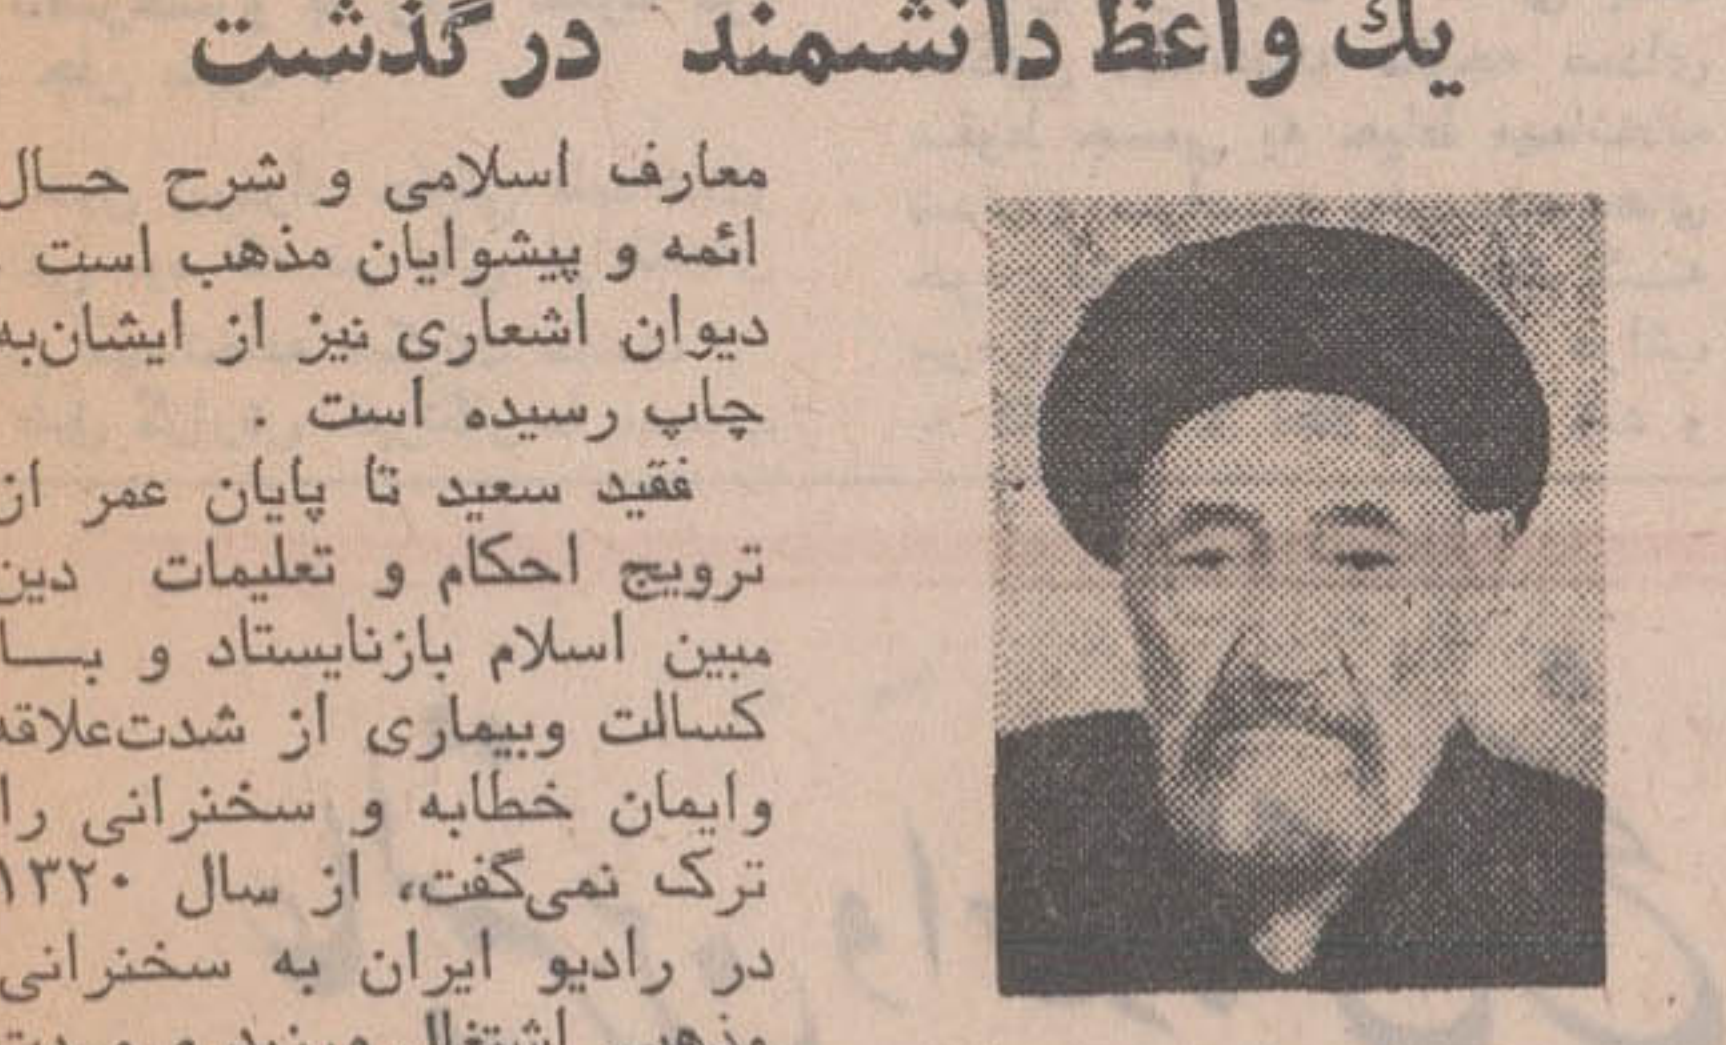 يك واعظ دانشمند درگذشت
معارف اسلامی و شرح حال
ائمه و پیشوایان مذهب است .
دیوان اشعاری نیز از ایشان‌به
چاپ رسیده است .
فقید سعید تا پایان عمر از
ترویج احکام و تعلیمات دین
مبین اسلام بازنایستاد و با
کسالت وبیماری از شدت‌علاقه
وایمان خطابه و سخنرانی را
ترک نمی‌گفت، از سال ۱۳۲۰
در رادیو ایران به سخنرانی